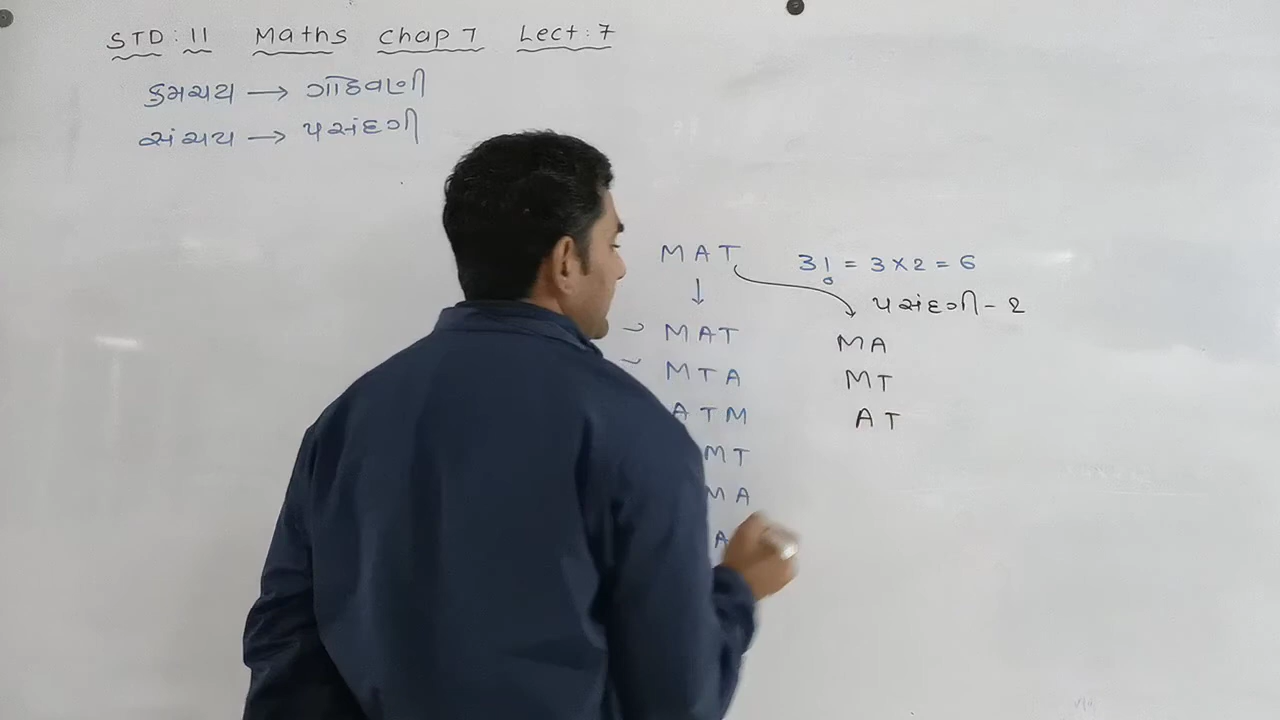 STD: 11 Maths Chap 7 Lect: 7
ક્રમચય → ગોઠવણી
સંચય → પસંદગી
MAT
3! = 3 × 2 = 6
↓
પસંદગી - 2
MAT
MTA
ATM
MT
MA
A
MA
MT
AT